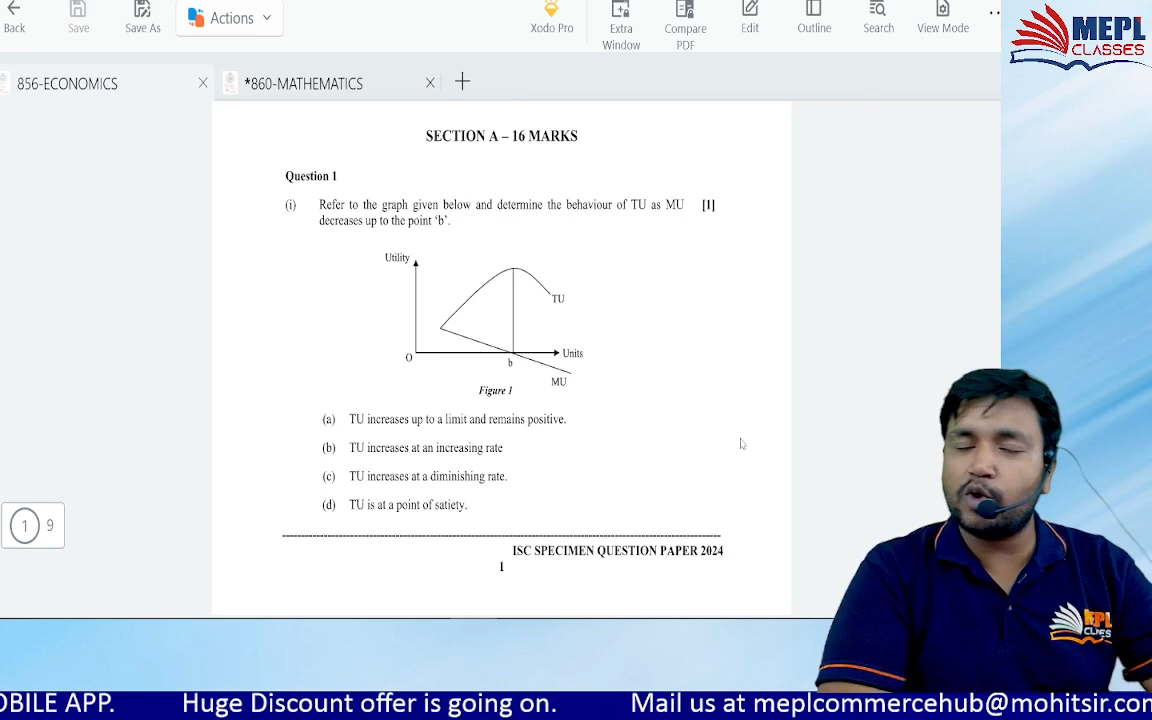 Back
Save
Save As
Actions
Xodo Pro
Extra
Window
Compare
PDF
Edit
Outline
Search
View Mode
MEPL
CLASSES
856-ECONOMICS
*860-MATHEMATICS
SECTION A – 16 MARKS
Question 1
(i) Refer to the graph given below and determine the behaviour of TU as MU [1]
decreases up to the point ‘b’.
Utility
TU
O
Units
b
MU
Figure 1
(a) TU increases up to a limit and remains positive.
(b) TU increases at an increasing rate
(c) TU increases at a diminishing rate.
(d) TU is at a point of satiety.
1 9
ISC SPECIMEN QUESTION PAPER 2024
1
MEPL
CLASSES
OBILE APP. Huge Discount offer is going on. Mail us at meplcommercehub@mohitsir.com